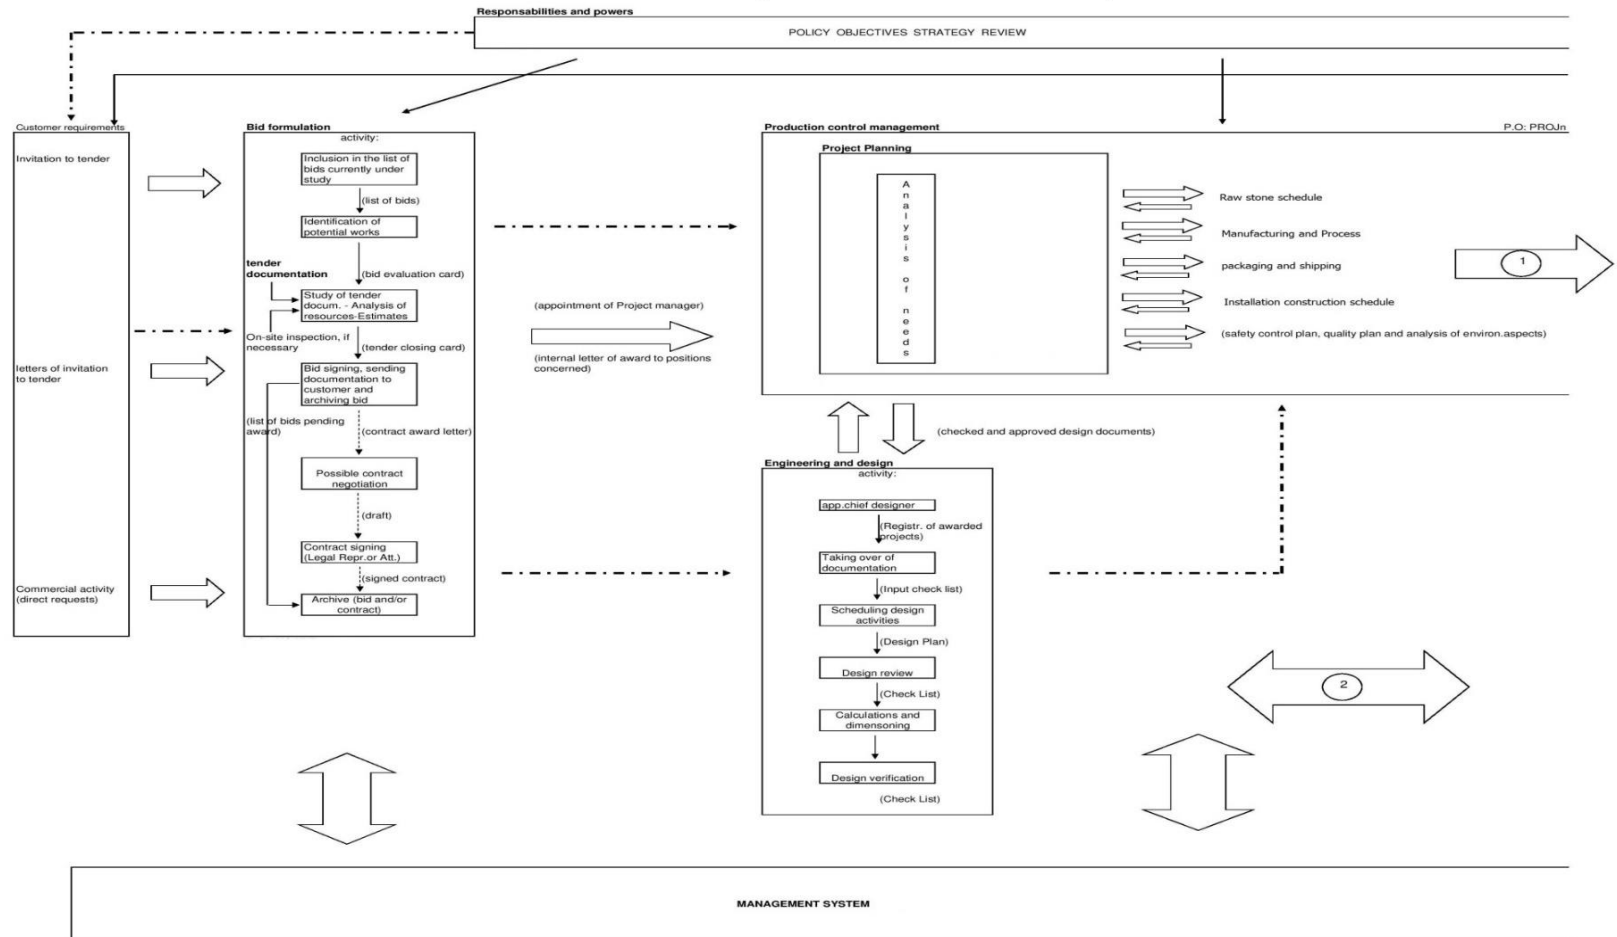 Responsabilities and powers
POLICY OBJECTIVES STRATEGY REVIEW
Customer requirements
Invitation to tender
letters of invitation
to tender
Commercial activity
(direct requests)
Bid formulation
activity:
Inclusion in the list of
bids currently under
study
(list of bids)
Identification of
potential works
tender
documentation
(bid evaluation card)
Study of tender
docum. - Analysis of
resources-Estimates
On-site inspection, if
necessary
(tender closing card)
Bid signing, sending
documentation to
customer and
archiving bid
(list of bids pending
award)
(contract award letter)
Possible contract
negotiation
(draft)
Contract signing
(Legal Repr.or Att.)
(signed contract)
Archive (bid and/or
contract)
(appointment of Project manager)
(internal letter of award to positions
concerned)
Production control management
P.O: PROJn
Project Planning
Analysis of needs
Raw stone schedule
Manufacturing and Process
packaging and shipping
Installation construction schedule
(safety control plan, quality plan and analysis of environ.aspects)
1
(checked and approved design documents)
Engineering and design
activity:
app.chief designer
(Registr. of awarded
projects)
Taking over of
documentation
(Input check list)
Scheduling design
activities
(Design Plan)
Design review
(Check List)
Calculations and
dimensoning
Design verification
(Check List)
2
MANAGEMENT SYSTEM